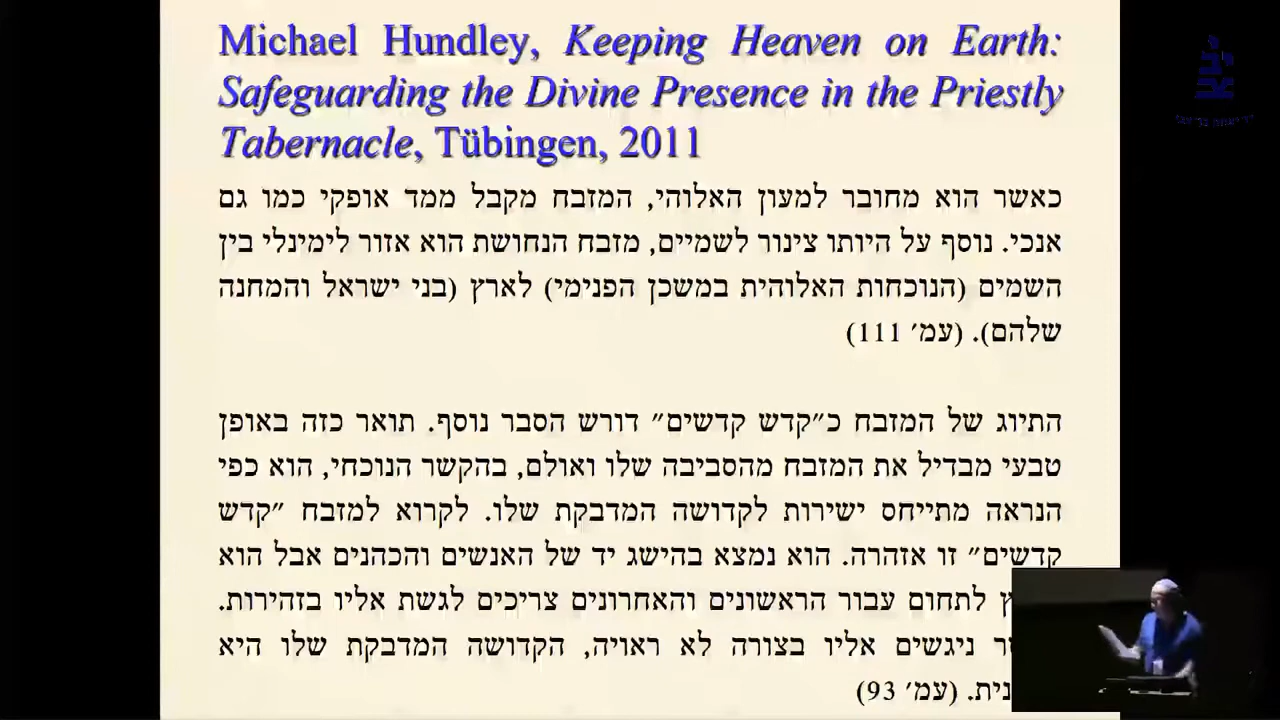 Michael Hundley, Keeping Heaven on Earth:
Safeguarding the Divine Presence in the Priestly
Tabernacle, Tübingen, 2011
כאשר הוא מחובר למעון האלוהי, המזבח מקבל ממד אופקי כמו גם
אנכי. נוסף על היותו צינור לשמיים, מזבח הנחושת הוא אזור לימינלי בין
השמים (הנוכחות האלוהית במשכן הפנימי) לארץ (בני ישראל והמחנה
שלהם). (עמ׳ 111)
התיוג של המזבח כ״קדש קדשים״ דורש הסבר נוסף. תואר כזה באופן
טבעי מבדיל את המזבח מהסביבה שלו ואולם, בהקשר הנוכחי, הוא כפי
הנראה מתייחס ישירות לקדושה המדבקת שלו. לקרוא למזבח ״קדש
קדשים״ זו אזהרה. הוא נמצא בהישג יד של האנשים והכהנים אבל הוא
לתחום עבור הראשונים והאחרונים צריכים לגשת אליו בזהירות.
ניגשים אליו בצורה לא ראויה, הקדושה המדבקת שלו היא
(עמ׳ 93)